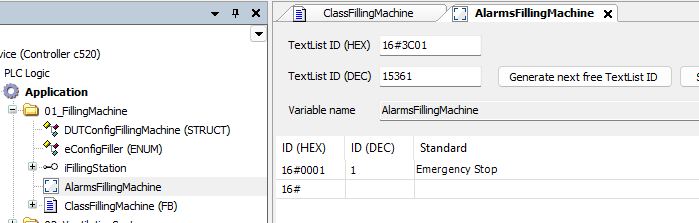 ClassFillingMachine
AlarmsFillingMachine
vice (Controller c520)
PLC Logic
Application
01_FillingMachine
DUTConfigFillingMachine (STRUCT)
eConfigFiller (ENUM)
iFillingStation
AlarmsFillingMachine
ClassFillingMachine (FB)
TextList ID (HEX) 16#3C01
TextList ID (DEC) 15361 Generate next free TextList ID S
Variable name AlarmsFillingMachine
ID (HEX) ID (DEC) Standard
16#0001 1 Emergency Stop
16#